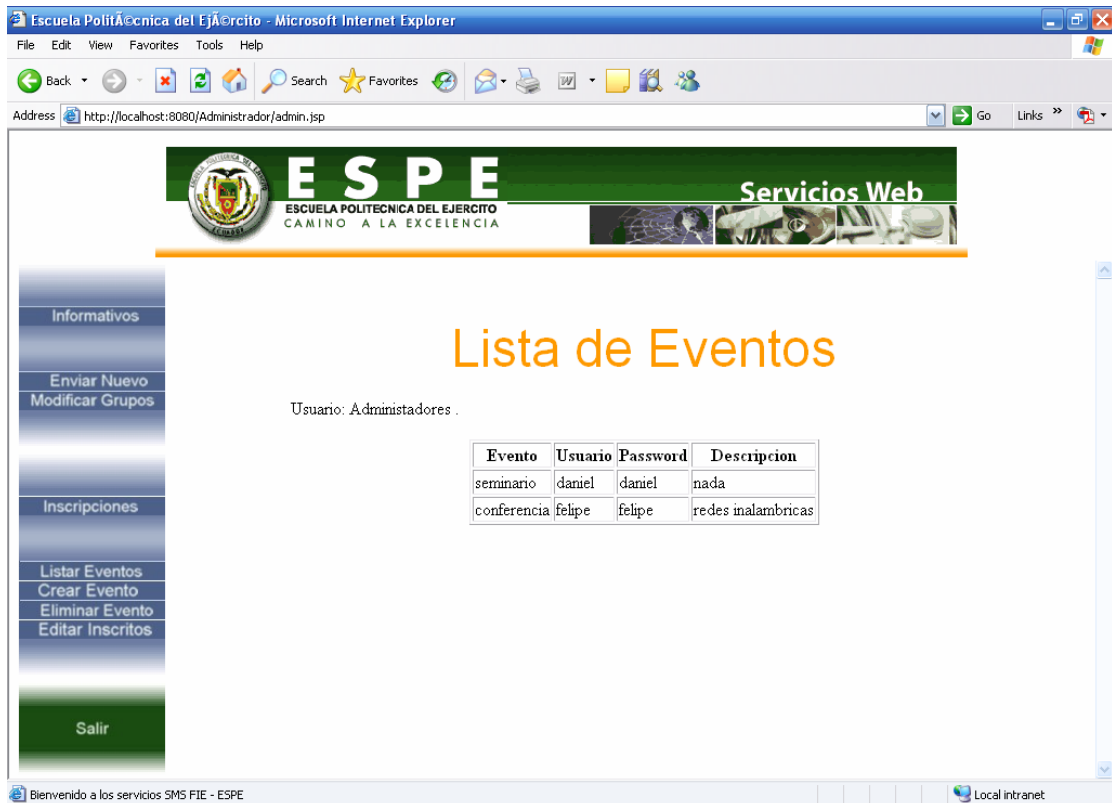 Escuela PolitÃ©cnica del EjÃ©rcito - Microsoft Internet Explorer
File Edit View Favorites Tools Help
Back Search Favorites
Address http://localhost:8080/Administrador/admin.jsp Go Links »
ESPE
ESCUELA POLITECNICA DEL EJERCITO
CAMINO A LA EXCELENCIA
Servicios Web
Informativos
Enviar Nuevo
Modificar Grupos
Inscripciones
Listar Eventos
Crear Evento
Eliminar Evento
Editar Inscritos
Salir
Lista de Eventos
Usuario: Administadores .
Evento Usuario Password Descripcion
seminario daniel daniel nada
conferencia felipe felipe redes inalambricas
Bienvenido a los servicios SMS FIE - ESPE Local intranet